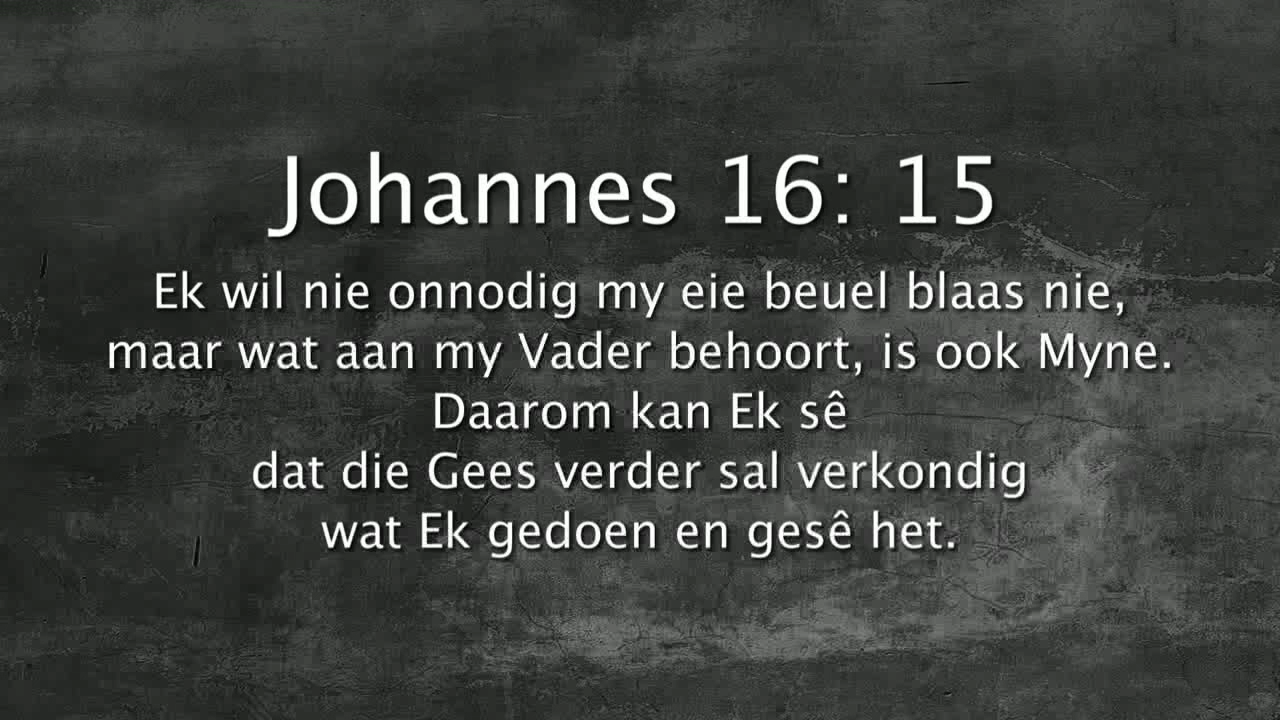 Johannes 16: 15
Ek wil nie onnodig my eie beuel blaas nie,
maar wat aan my Vader behoort, is ook Myne.
Daarom kan Ek sê
dat die Gees verder sal verkondig
wat Ek gedoen en gesê het.